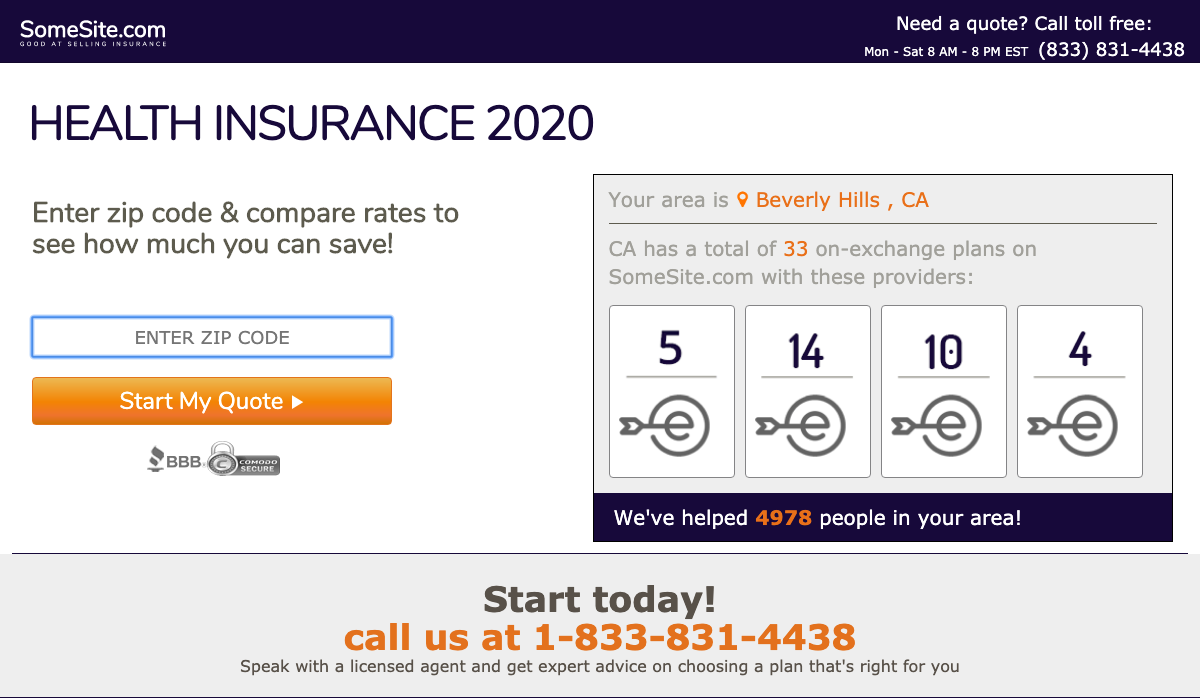 SomeSite.com
GOOD AT SELLING INSURANCE
Need a quote? Call toll free:
Mon - Sat 8 AM - 8 PM EST (833) 831-4438
HEALTH INSURANCE 2020
Enter zip code & compare rates to
see how much you can save!
ENTER ZIP CODE
Start My Quote
BBB
COMODO
SECURE
Your area is Beverly Hills , CA
CA has a total of 33 on-exchange plans on
SomeSite.com with these providers:
5 14 10 4
e e e e
We've helped 4978 people in your area!
Start today!
call us at 1-833-831-4438
Speak with a licensed agent and get expert advice on choosing a plan that's right for you